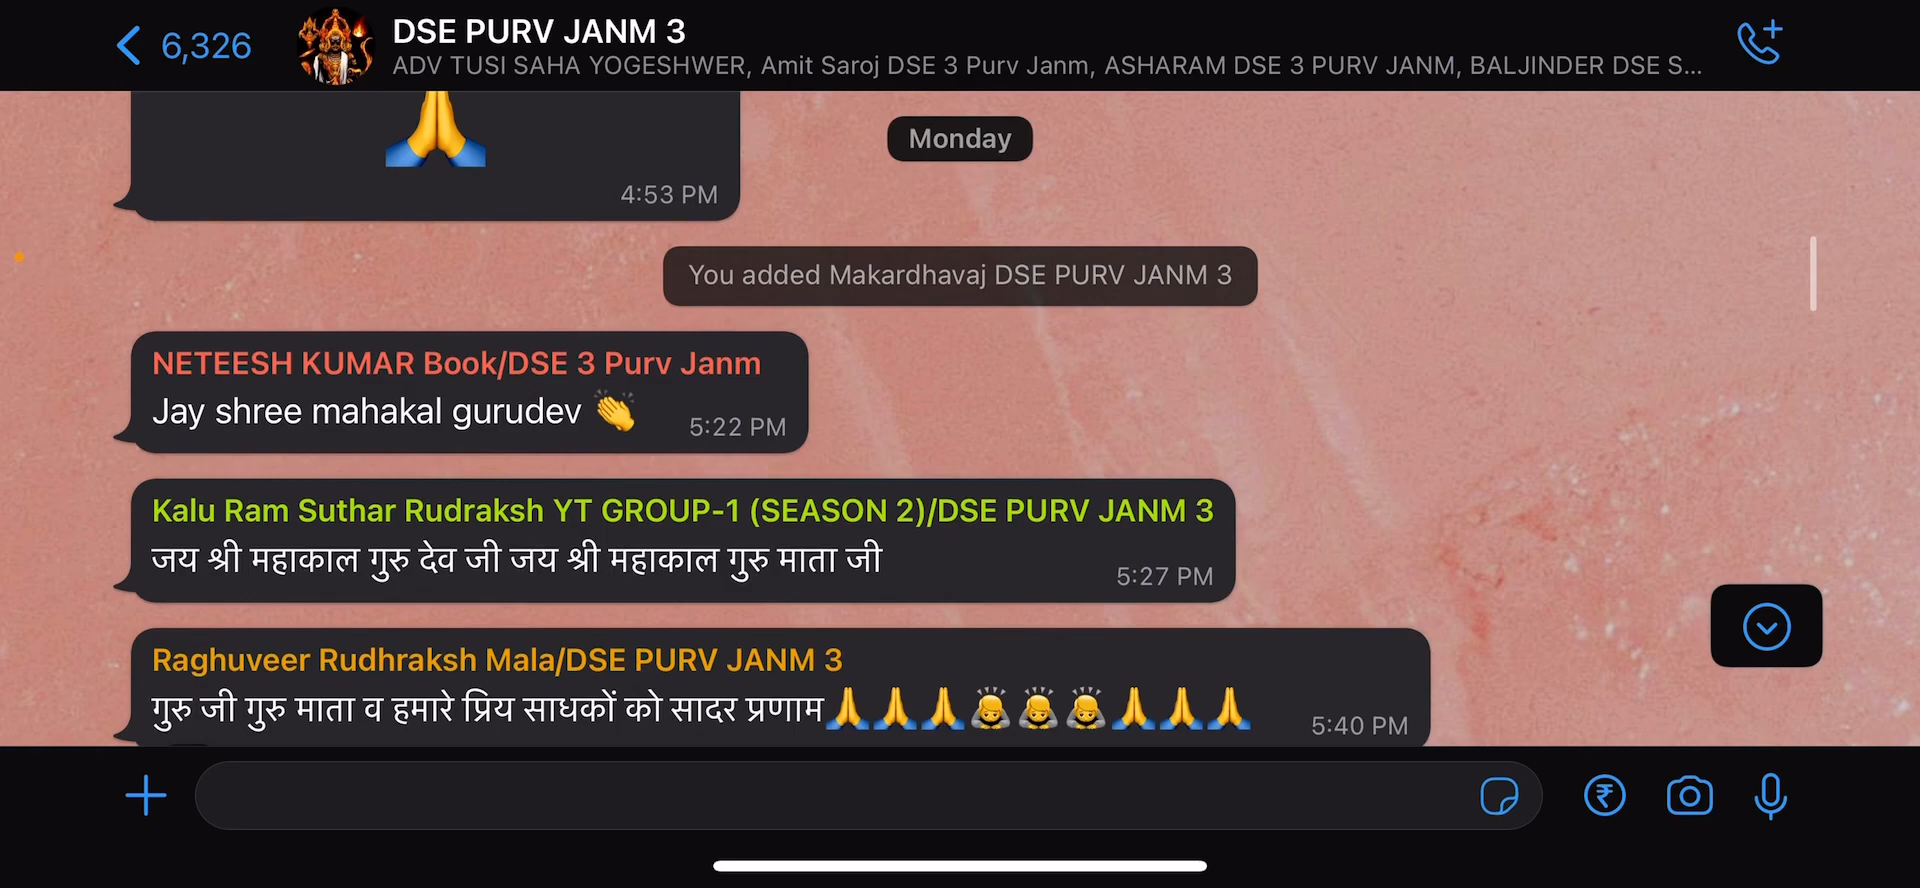 6,326
DSE PURV JANM 3
ADV TUSI SAHA YOGESHWER, Amit Saroj DSE 3 Purv Janm, ASHARAM DSE 3 PURV JANM, BALJINDER DSE S...
Monday
4:53 PM
You added Makardhavaj DSE PURV JANM 3
NETEESH KUMAR Book/DSE 3 Purv Janm
Jay shree mahakal gurudev 👏
5:22 PM
Kalu Ram Suthar Rudraksh YT GROUP-1 (SEASON 2)/DSE PURV JANM 3
जय श्री महाकाल गुरु देव जी जय श्री महाकाल गुरु माता जी
5:27 PM
Raghuveer Rudhraksh Mala/DSE PURV JANM 3
गुरु जी गुरु माता व हमारे प्रिय साधकों को सादर प्रणाम🙏🙏🙏🙇🙇🙇🙏🙏🙏
5:40 PM